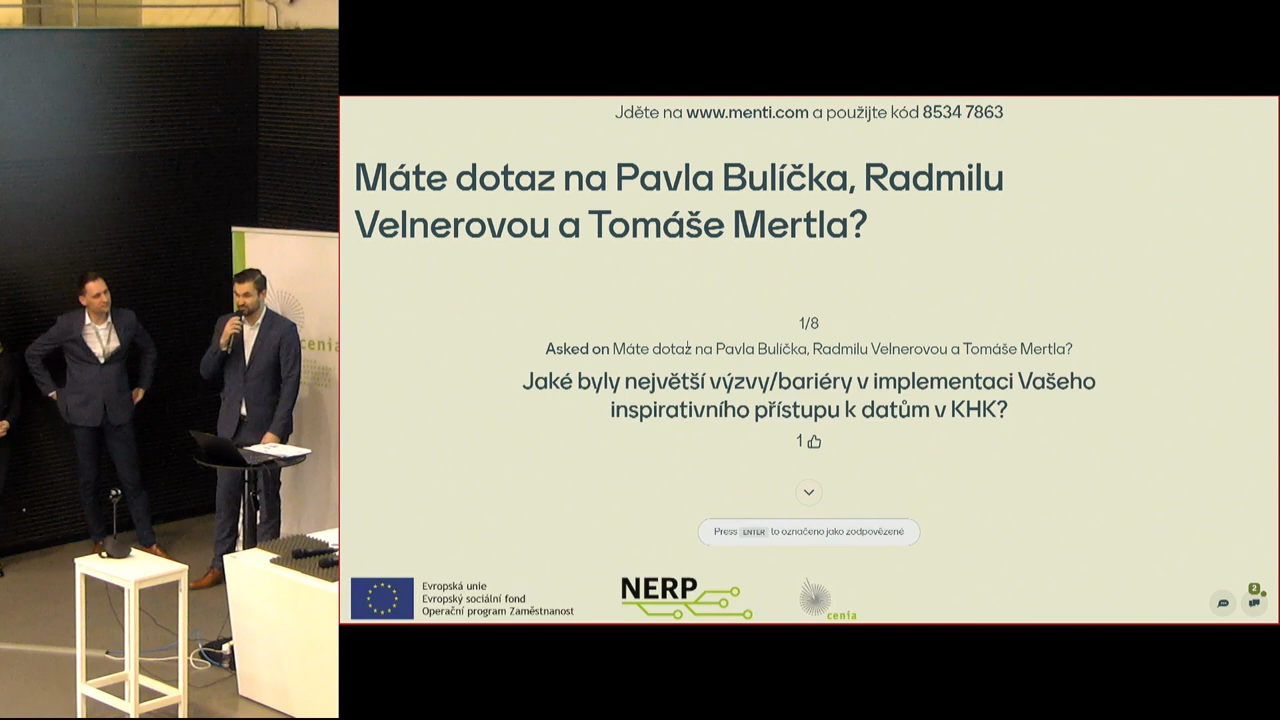 Jděte na www.menti.com a použijte kód 8534 7863
Máte dotaz na Pavla Bulíčka, Radmilu
Velnerovou a Tomáše Mertla?
1/8
Asked on Máte dotaz na Pavla Bulíčka, Radmilu Velnerovou a Tomáše Mertla?
Jaké byly největší výzvy/bariéry v implementaci Vašeho
inspirativního přístupu k datům v KHK?
1
Press ENTER to označeno jako zodpovězené
Evropská unie
Evropský sociální fond
Operační program Zaměstnanost
NERP
cenia
2
cenia